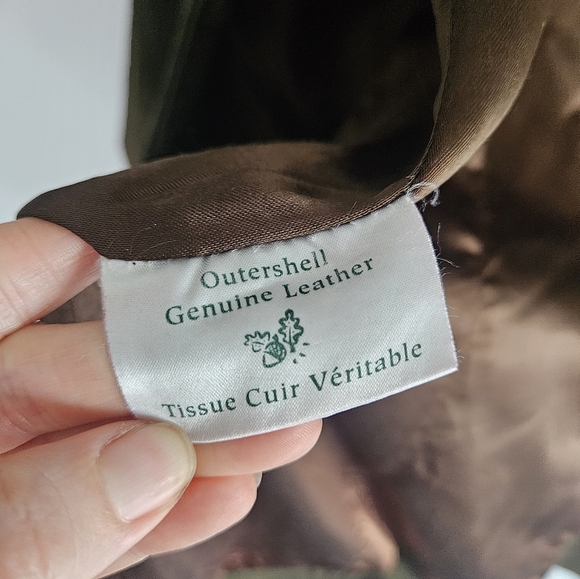 Outershell
Genuine Leather
Tissue Cuir Véritable